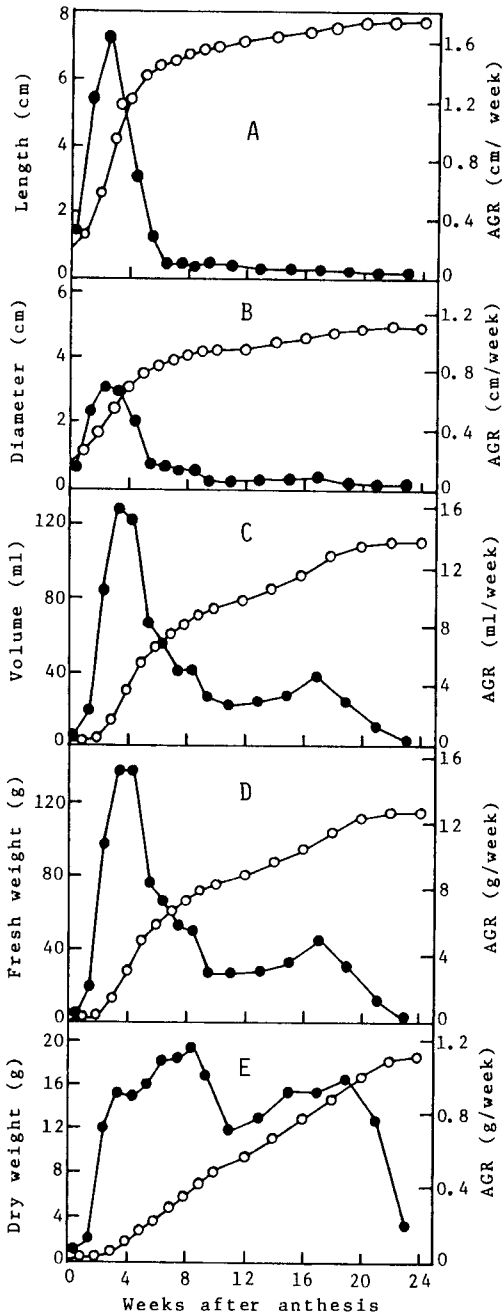 8
6
4
2
0
Length (cm)
A
1.6
1.2
0.8
0.4
0
AGR (cm/ week)
6
4
2
0
Diameter (cm)
B
1.2
0.8
0.4
0
AGR (cm/week)
120
80
40
0
Volume (ml)
C
16
12
8
4
0
AGR (ml/week)
120
80
40
0
Fresh weight (g)
D
16
12
8
4
0
AGR (g/week)
20
16
12
8
4
0
Dry weight (g)
E
1.2
0.8
0.4
0
AGR (g/week)
0 4 8 12 16 20 24
Weeks after anthesis